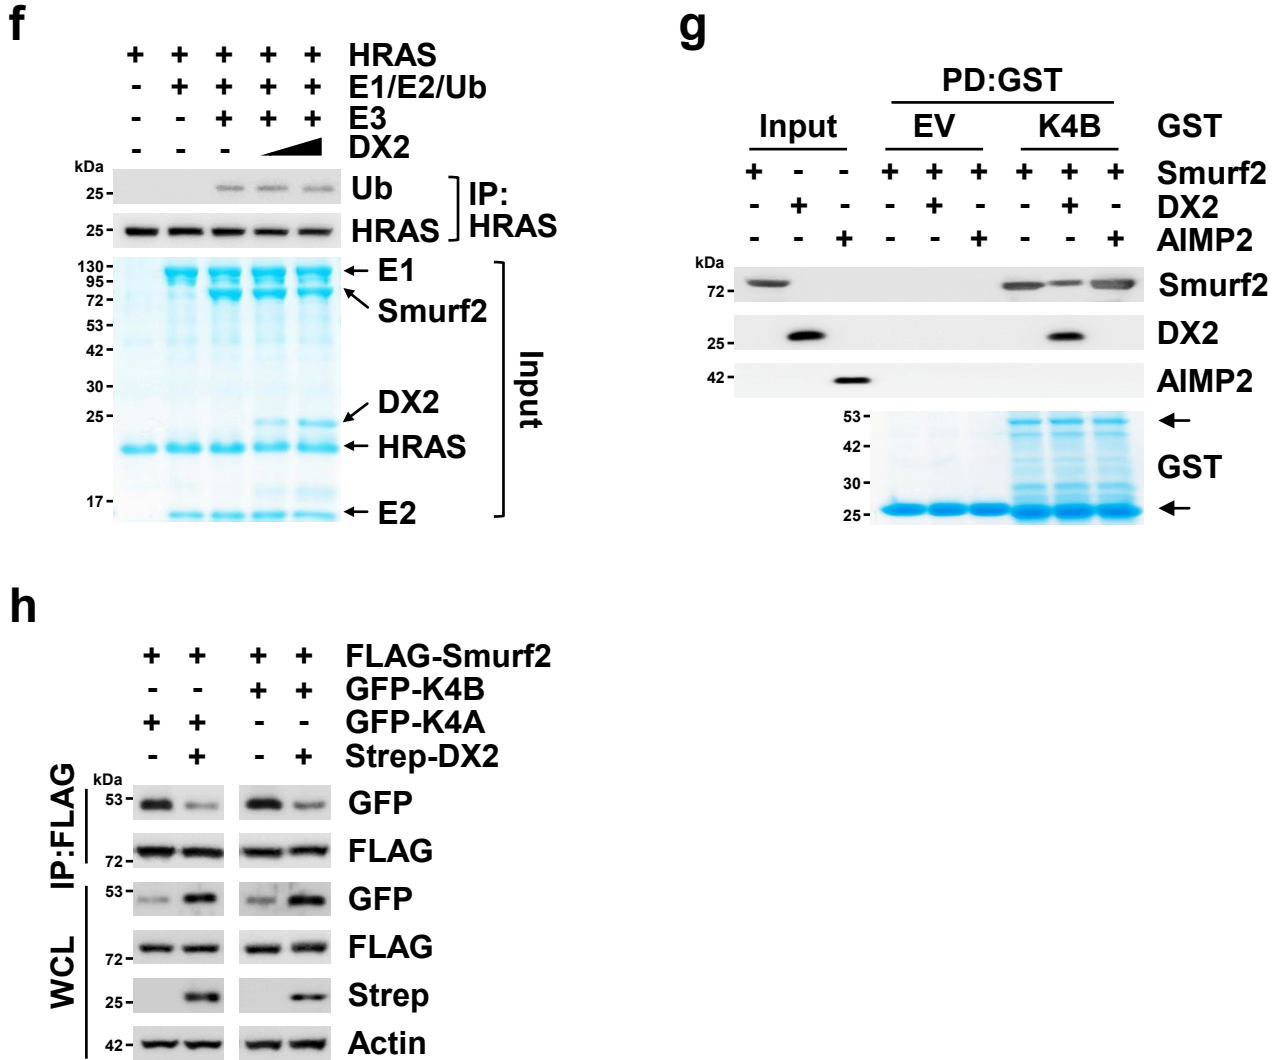 f
+ + + + + HRAS
- + + + + E1/E2/Ub
- - + + + E3
- - - DX2
kDa
25 Ub
25 HRAS
IP:
HRAS
130 E1
95
72 Smurf2
53
42
30
25 DX2
HRAS
17 E2
Input
g
PD:GST
Input EV K4B GST
+ - - + + + + + + Smurf2
- + - - + - - + - DX2
- - + - - + - - + AIMP2
kDa
72 Smurf2
25 DX2
42 AIMP2
53
42
30 GST
25
h
+ + + + FLAG-Smurf2
- - + + GFP-K4B
+ + - - GFP-K4A
- + - + Strep-DX2
kDa
IP:FLAG
53 GFP
72 FLAG
WCL
53 GFP
72 FLAG
25 Strep
42 Actin